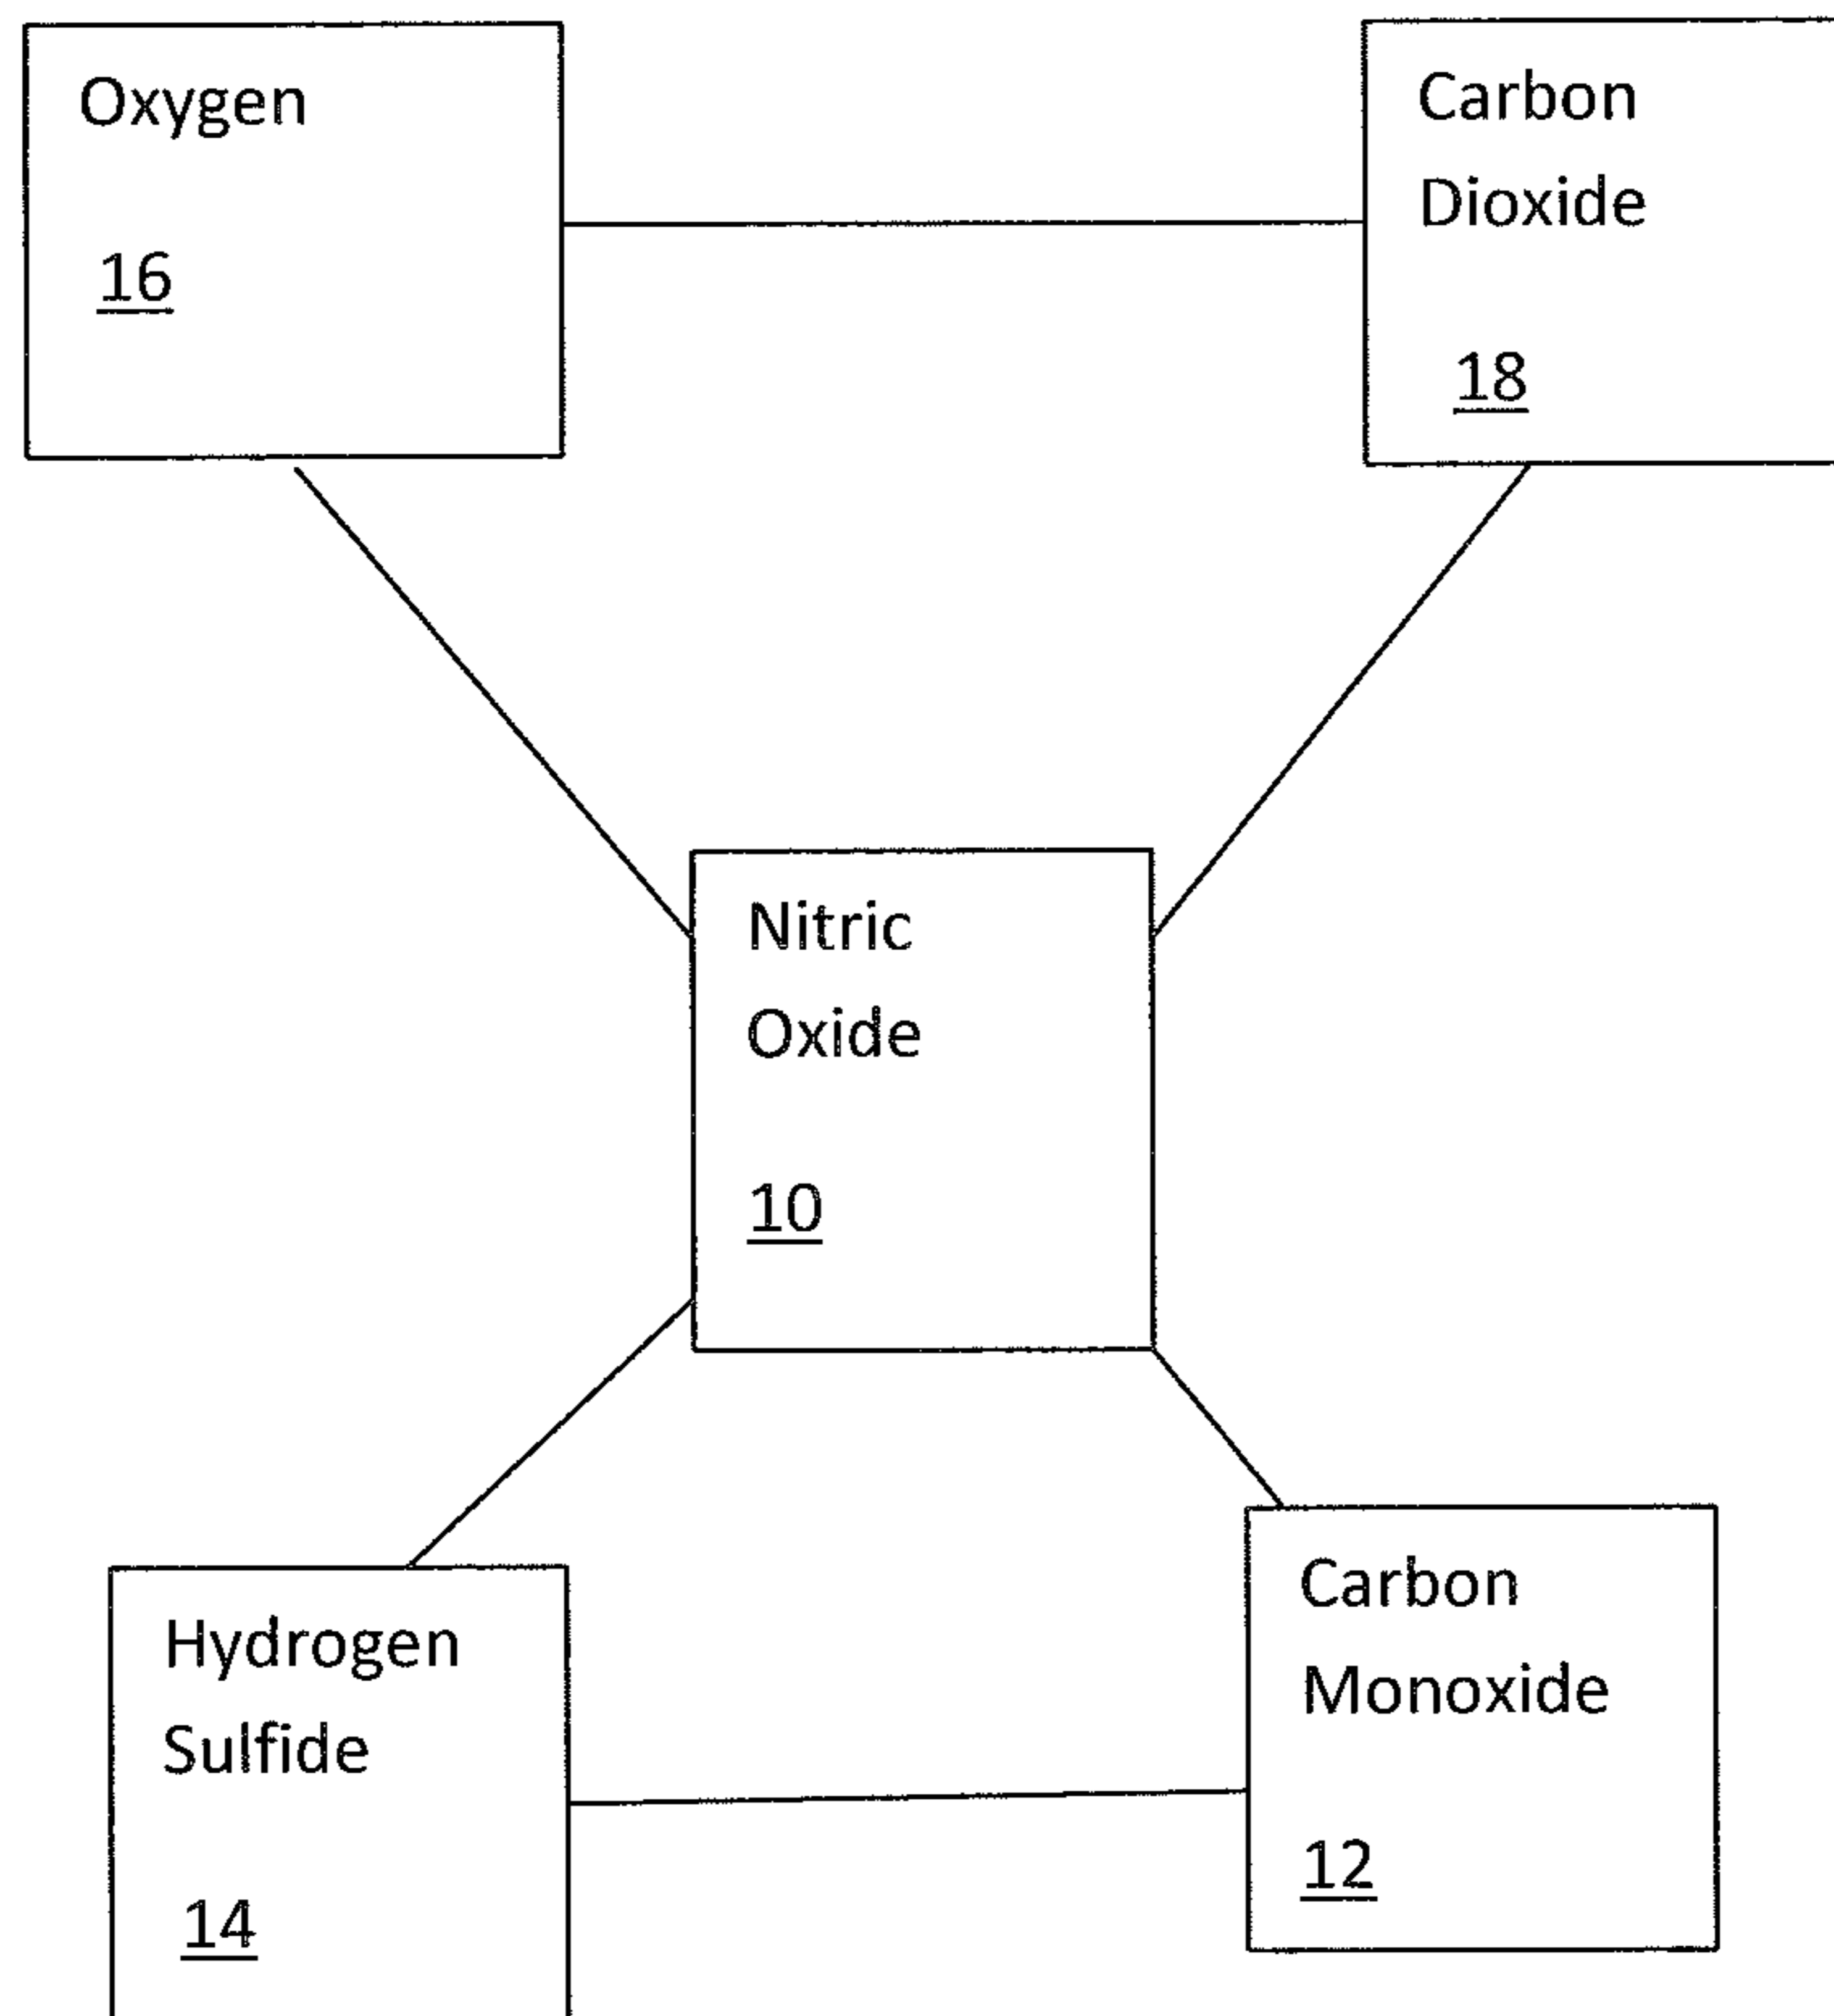 Oxygen
16
Carbon
Dioxide
18
Nitric
Oxide
10
Hydrogen
Sulfide
14
Carbon
Monoxide
12